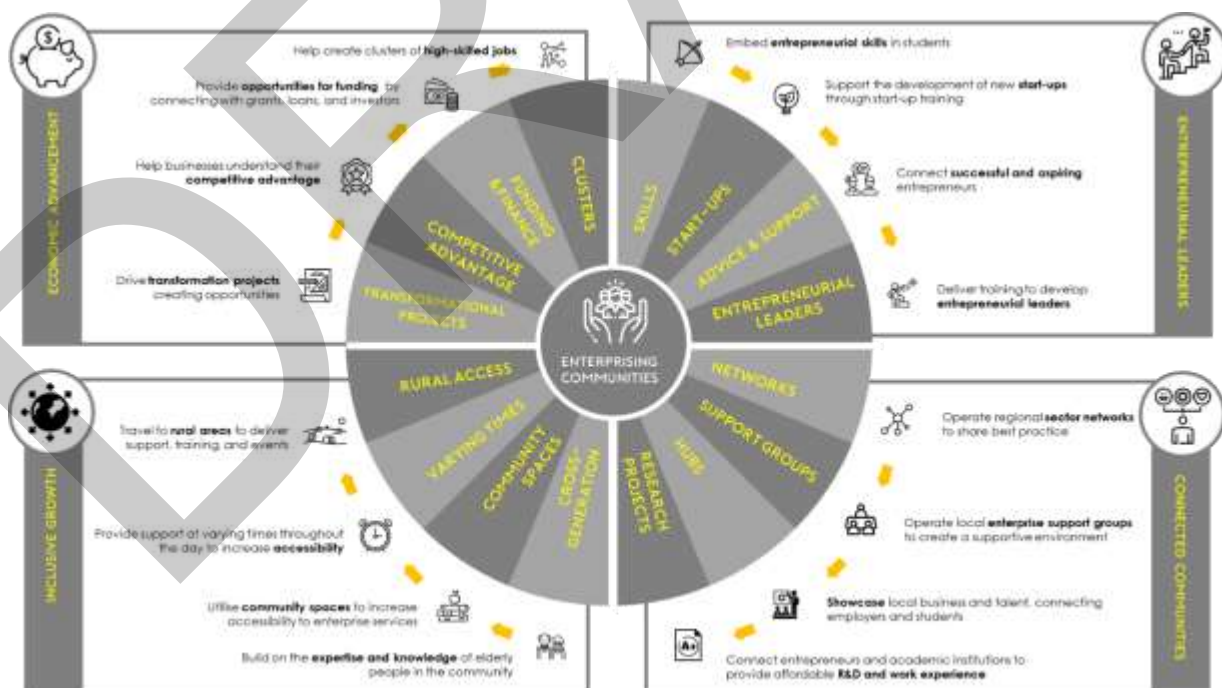 ECONOMIC ADVANCEMENT
Help create clusters of high-skilled jobs
Provide opportunities for funding by
connecting with grants, loans, and investors
Help businesses understand their
competitive advantage
Drive transformation projects
creating opportunities
CLUSTERS
FUNDING
& FINANCE
COMPETITIVE
ADVANTAGE
TRANSFORMATIONAL
PROJECTS
ENTREPRENEURIAL LEADERS
Embed entrepreneurial skills in students
Support the development of new start-ups
through start-up training
Connect successful and aspiring
entrepreneurs
Deliver training to develop
entrepreneurial leaders
SKILLS
START-UPS
ADVICE & SUPPORT
ENTREPRENEURIAL
LEADERS
ENTERPRISING
COMMUNITIES
INCLUSIVE GROWTH
RURAL ACCESS
VARYING TIMES
COMMUNITY
SPACES
CROSS-
GENERATION
Travel to rural areas to deliver
support, training, and events
Provide support at varying times throughout
the day to increase accessibility
Utilise community spaces to increase
accessibility to enterprise services
Build on the expertise and knowledge of elderly
people in the community
CONNECTED COMMUNITIES
NETWORKS
SUPPORT GROUPS
HUBS
RESEARCH
PROJECTS
Operate regional sector networks
to share best practice
Operate local enterprise support groups
to create a supportive environment
Showcase local business and talent, connecting
employers and students
A+
Connect entrepreneurs and academic institutions to
provide affordable R&D and work experience